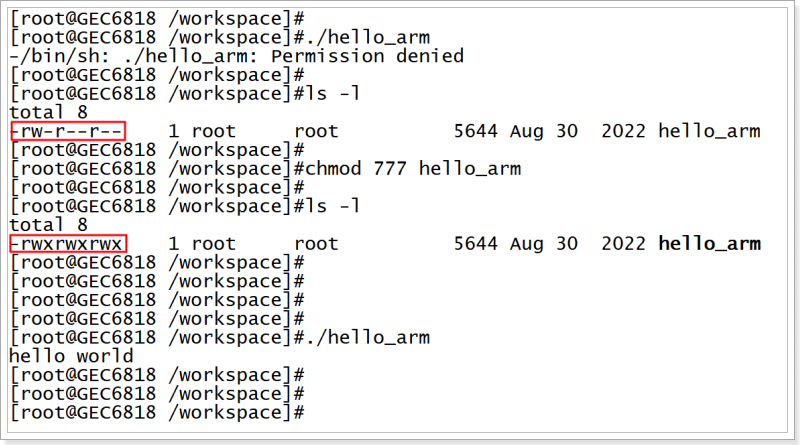 [root@GEC6818 /workspace]#
[root@GEC6818 /workspace]#./hello_arm
-/bin/sh: ./hello_arm: Permission denied
[root@GEC6818 /workspace]#
[root@GEC6818 /workspace]#ls -l
total 8
-rw-r--r--    1 root     root          5644 Aug 30  2022 hello_arm
[root@GEC6818 /workspace]#
[root@GEC6818 /workspace]#chmod 777 hello_arm
[root@GEC6818 /workspace]#
[root@GEC6818 /workspace]#ls -l
total 8
-rwxrwxrwx    1 root     root          5644 Aug 30  2022 hello_arm
[root@GEC6818 /workspace]#
[root@GEC6818 /workspace]#
[root@GEC6818 /workspace]#
[root@GEC6818 /workspace]#
[root@GEC6818 /workspace]#./hello_arm
hello world
[root@GEC6818 /workspace]#
[root@GEC6818 /workspace]#
[root@GEC6818 /workspace]#